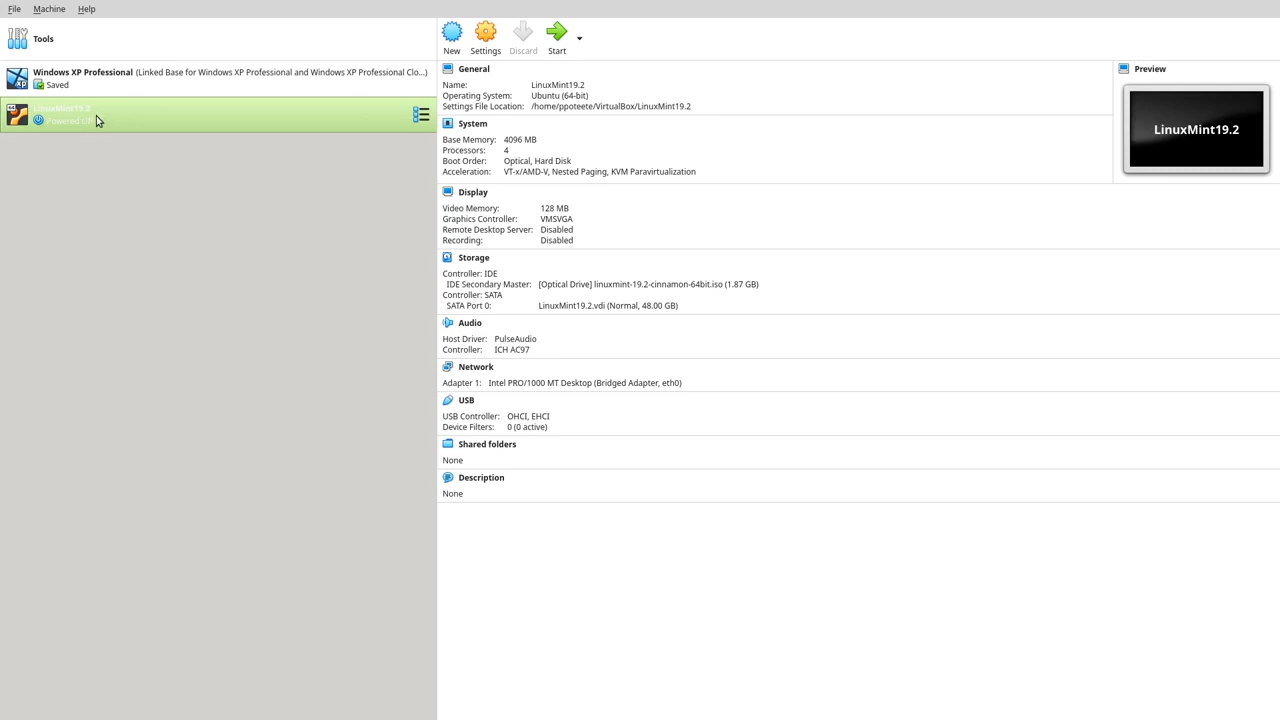 File Machine Help
Tools
Windows XP Professional (Linked Base for Windows XP Professional and Windows XP Professional Clo...)
Saved
LinuxMint19.2
Powered Off
New Settings Discard Start
General
Name: LinuxMint19.2
Operating System: Ubuntu (64-bit)
Settings File Location: /home/ppoteete/VirtualBox/LinuxMint19.2
System
Base Memory: 4096 MB
Processors: 4
Boot Order: Optical, Hard Disk
Acceleration: VT-x/AMD-V, Nested Paging, KVM Paravirtualization
Display
Video Memory: 128 MB
Graphics Controller: VMSVGA
Remote Desktop Server: Disabled
Recording: Disabled
Storage
Controller: IDE
IDE Secondary Master: [Optical Drive] linuxmint-19.2-cinnamon-64bit.iso (1.87 GB)
Controller: SATA
SATA Port 0: LinuxMint19.2.vdi (Normal, 48.00 GB)
Audio
Host Driver: PulseAudio
Controller: ICH AC97
Network
Adapter 1: Intel PRO/1000 MT Desktop (Bridged Adapter, eth0)
USB
USB Controller: OHCI, EHCI
Device Filters: 0 (0 active)
Shared folders
None
Description
None
Preview
LinuxMint19.2